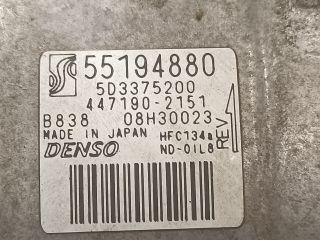 55194880
5D3375200
447190-2151
B838 08H30023
MADE IN JAPAN HFC134a
DENSO ND-OIL8
REV